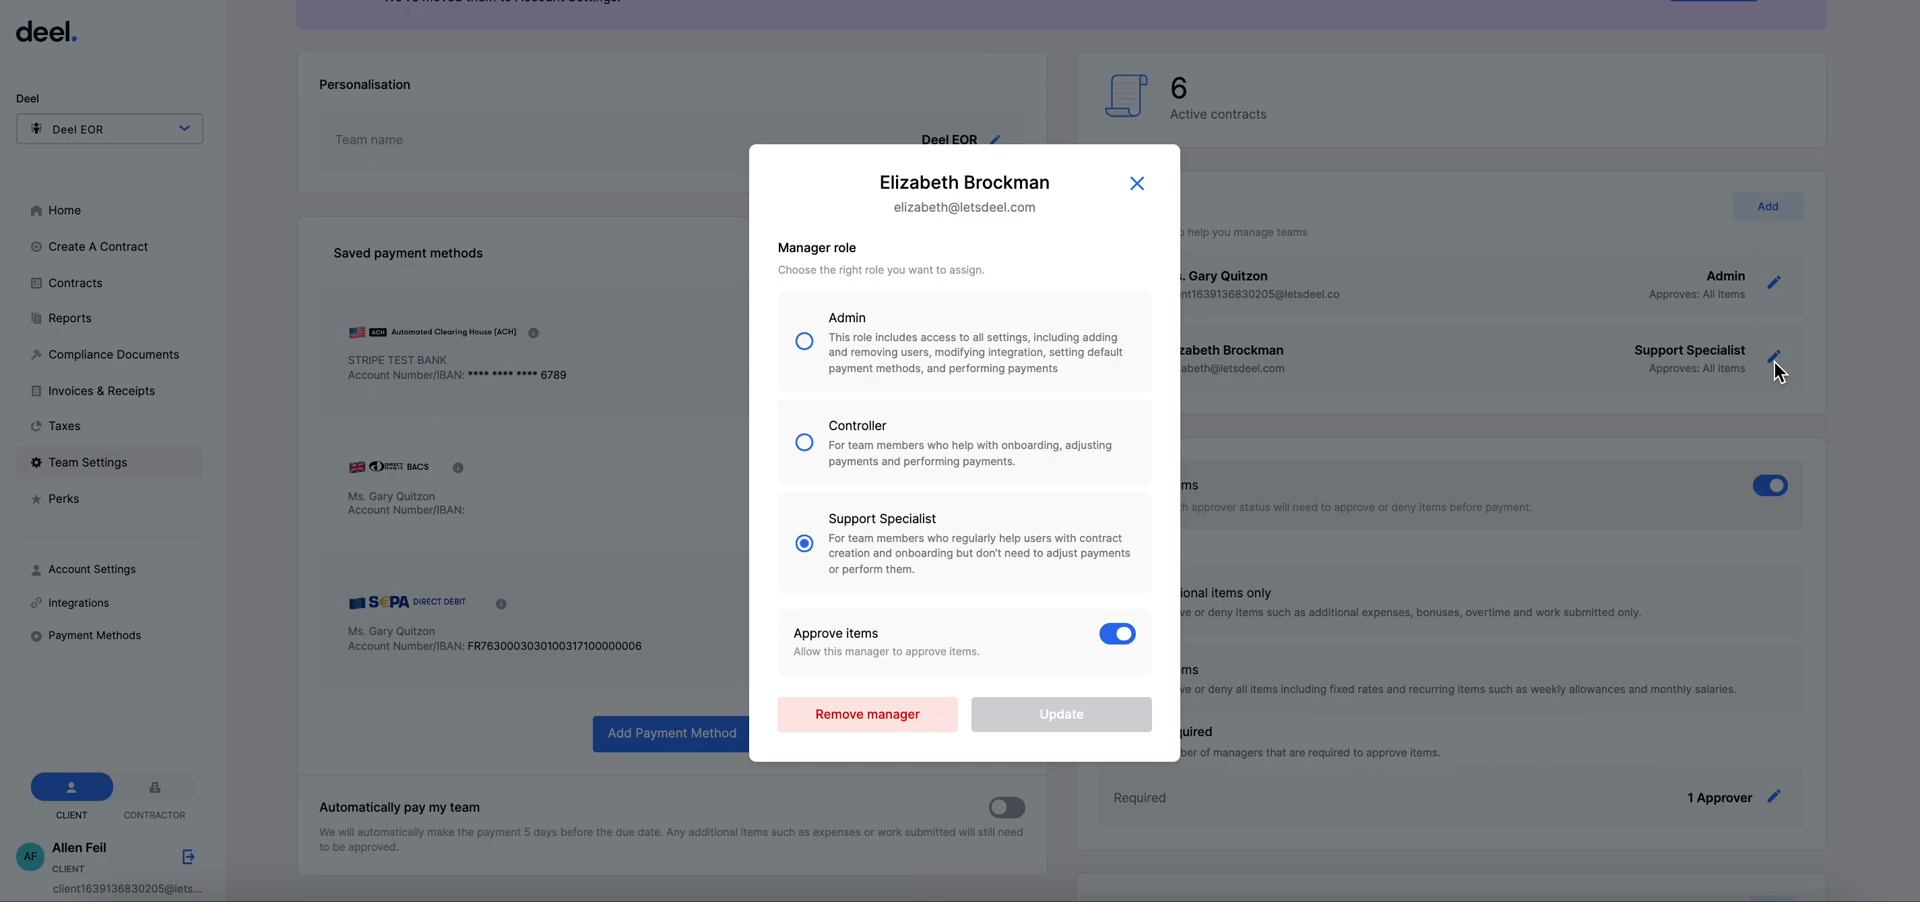 deel.
Deel
Deel EOR
Home
Create A Contract
Contracts
Reports
Compliance Documents
Invoices & Receipts
Taxes
Team Settings
Perks
Account Settings
Integrations
Payment Methods
CLIENT
CONTRACTOR
AF
Allen Feil
CLIENT
client1639136830205@lets...
Personalisation
Team name
Deel EOR
Saved payment methods
ACH Automated Clearing House (ACH)
STRIPE TEST BANK
Account Number/IBAN: **** **** **** 6789
DIRECT BACS
Ms. Gary Quitzon
Account Number/IBAN:
S€PA DIRECT DEBIT
Ms. Gary Quitzon
Account Number/IBAN: FR7630003030100317100000006
Add Payment Method
Automatically pay my team
We will automatically make the payment 5 days before the due date. Any additional items such as expenses or work submitted will still need
to be approved.
Elizabeth Brockman
elizabeth@letsdeel.com
Manager role
Choose the right role you want to assign.
Admin
This role includes access to all settings, including adding
and removing users, modifying integration, setting default
payment methods, and performing payments
Controller
For team members who help with onboarding, adjusting
payments and performing payments.
Support Specialist
For team members who regularly help users with contract
creation and onboarding but don't need to adjust payments
or perform them.
Approve items
Allow this manager to approve items.
Remove manager
Update
6
Active contracts
Add
help you manage teams
s. Gary Quitzon
nt1639136830205@letsdeel.co
Admin
Approves: All items
zabeth Brockman
abeth@letsdeel.com
Support Specialist
Approves: All items
ms
h approver status will need to approve or deny items before payment.
ional items only
ve or deny items such as additional expenses, bonuses, overtime and work submitted only.
ms
ve or deny all items including fixed rates and recurring items such as weekly allowances and monthly salaries.
quired
ber of managers that are required to approve items.
Required
1 Approver